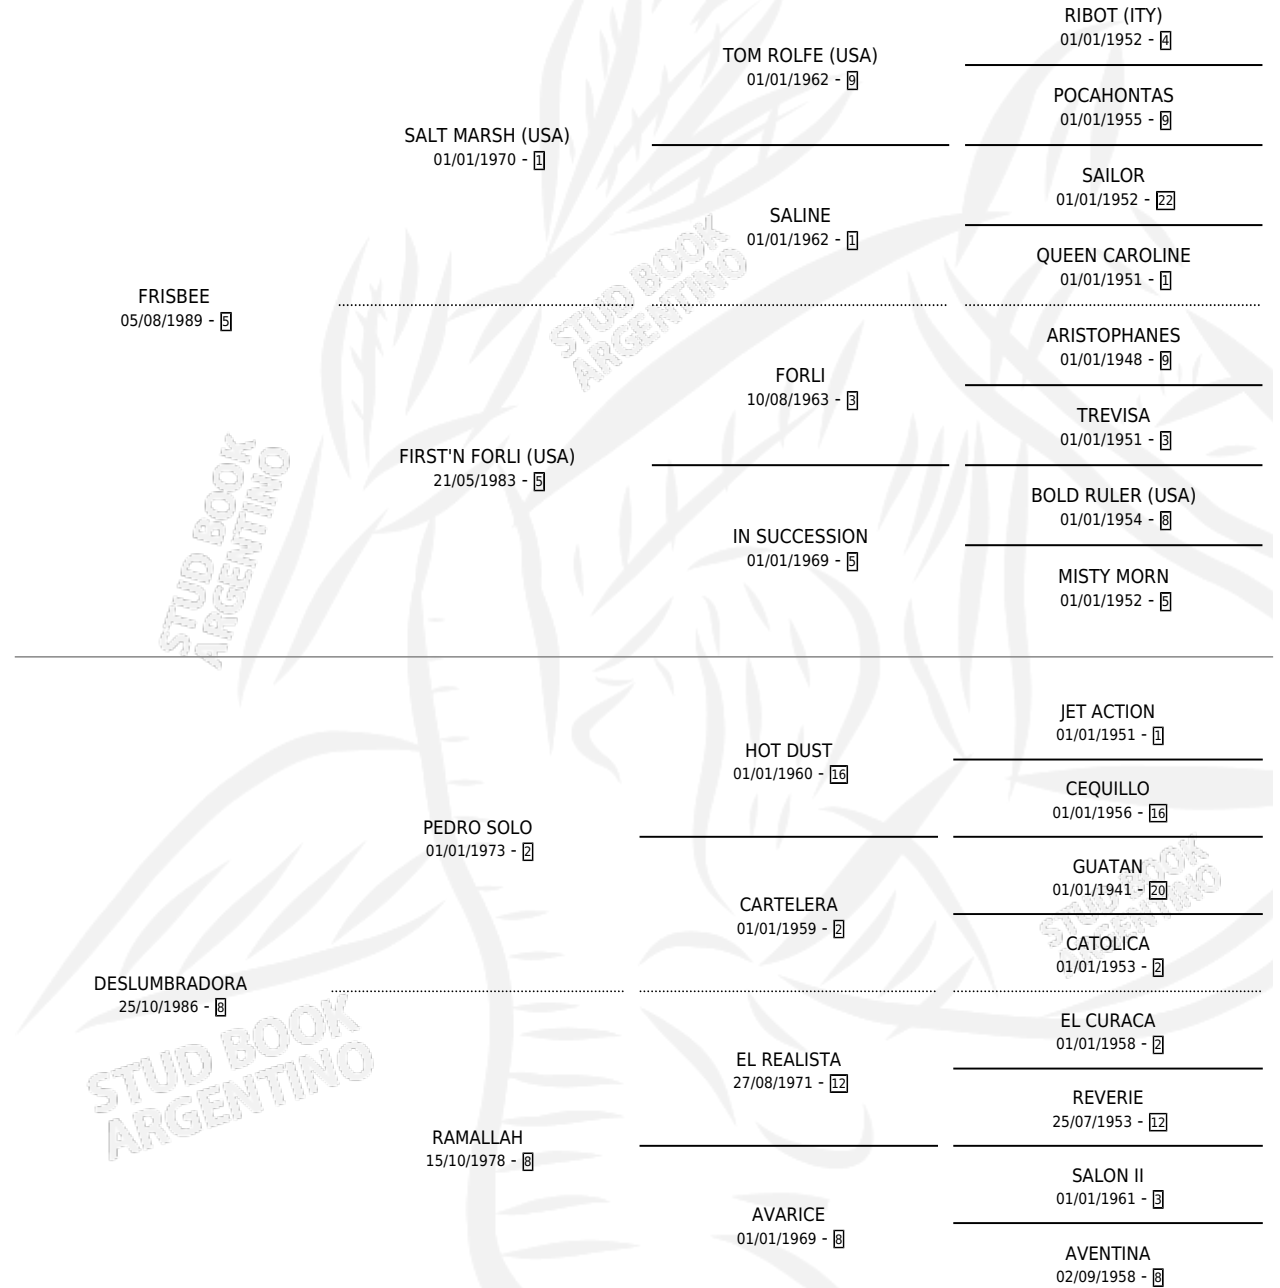 RIBOT (ITY)
01/01/1952 - 4
TOM ROLFE (USA)
01/01/1962 - 9
POCAHONTAS
01/01/1955 - 9
SALT MARSH (USA)
01/01/1970 - 1
SAILOR
01/01/1952 - 22
SALINE
01/01/1962 - 1
QUEEN CAROLINE
01/01/1951 - 1
FRISBEE
05/08/1989 - 5
STUD BOOK
ARGENTINO
ARISTOPHANES
01/01/1948 - 9
FORLI
10/08/1963 - 3
TREVISA
01/01/1951 - 3
FIRST'N FORLI (USA)
21/05/1983 - 5
BOLD RULER (USA)
01/01/1954 - 8
IN SUCCESSION
01/01/1969 - 5
MISTY MORN
01/01/1952 - 5
STUD BOOK
ARGENTINO
JET ACTION
01/01/1951 - 1
HOT DUST
01/01/1960 - 16
CEQUILLO
01/01/1956 - 16
PEDRO SOLO
01/01/1973 - 2
GUATAN
01/01/1941 - 20
CARTELERA
01/01/1959 - 2
STUD BOOK
ARGENTINO
CATOLICA
01/01/1953 - 2
DESLUMBRADORA
25/10/1986 - 8
EL CURACA
01/01/1958 - 2
EL REALISTA
27/08/1971 - 12
REVERIE
25/07/1953 - 12
STUD BOOK
ARGENTINO
RAMALLAH
15/10/1978 - 8
SALON II
01/01/1961 - 3
AVARICE
01/01/1969 - 8
AVENTINA
02/09/1958 - 8